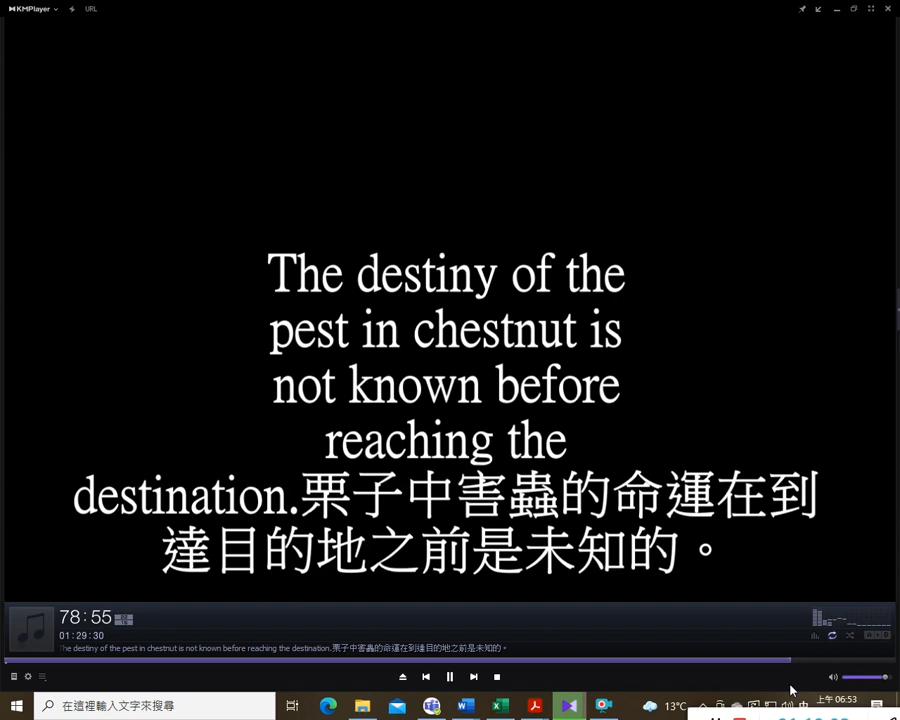 KMPlayer URL
The destiny of the
pest in chestnut is
not known before
reaching the
destination.栗子中害蟲的命運在到
達目的地之前是未知的。
78:55
01:29:30
The destiny of the pest in chestnut is not known before reaching the destination.栗子中害蟲的命運在到達目的地之前是未知的。
在這裡輸入文字來搜尋
13°C
中
上午 06:53